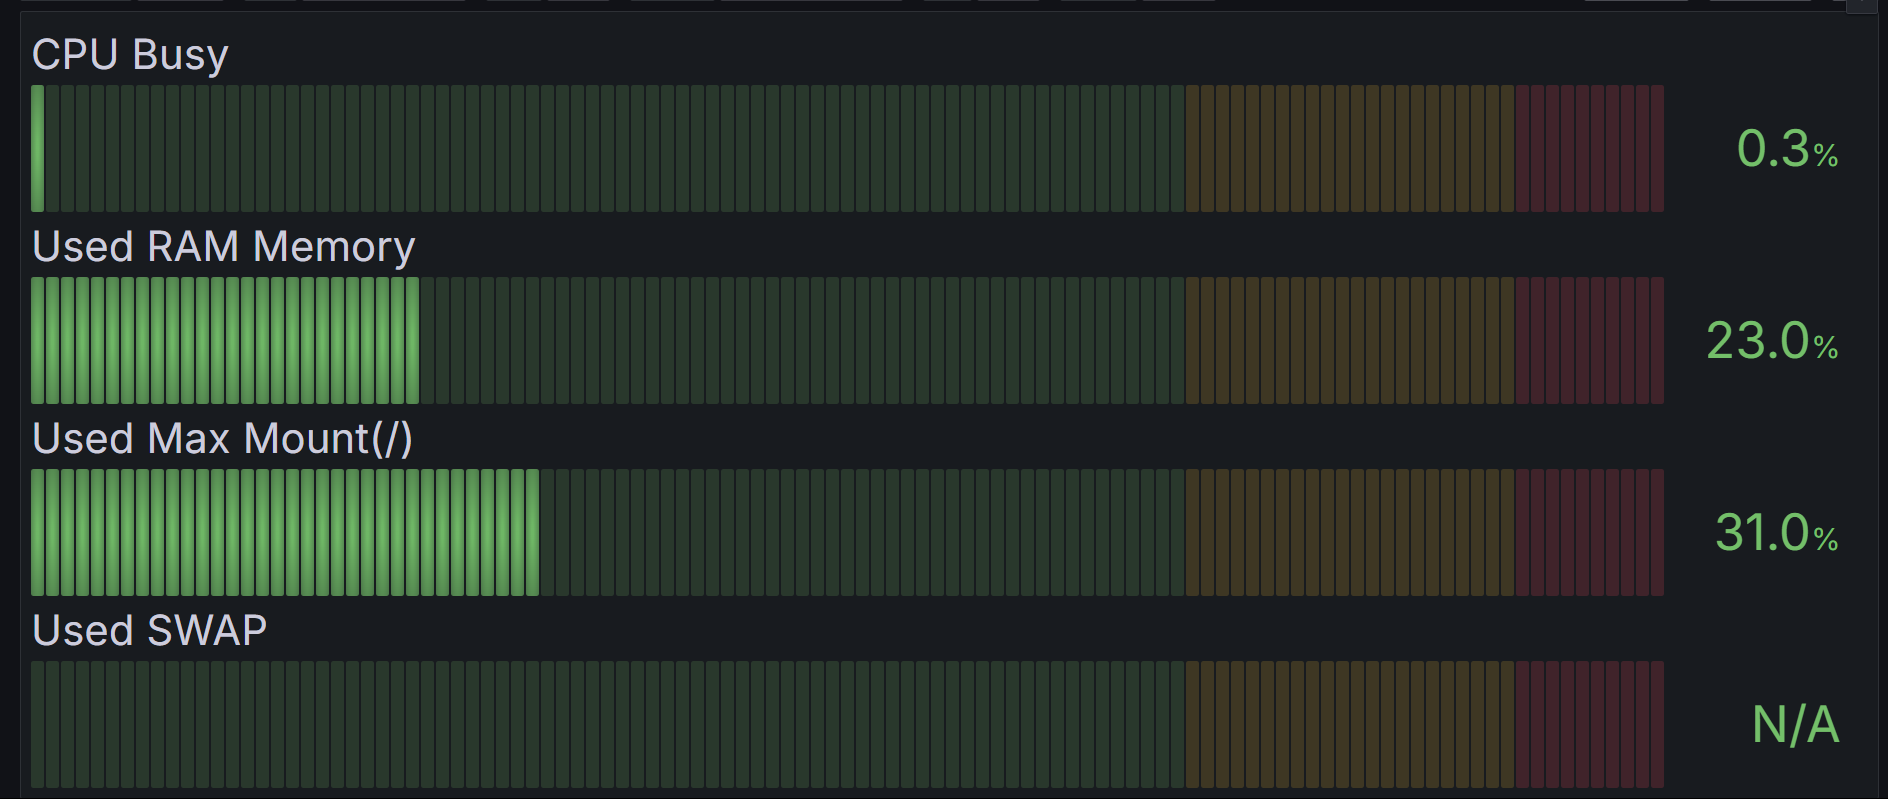 CPU Busy
0.3%
Used RAM Memory
23.0%
Used Max Mount(/)
31.0%
Used SWAP
N/A